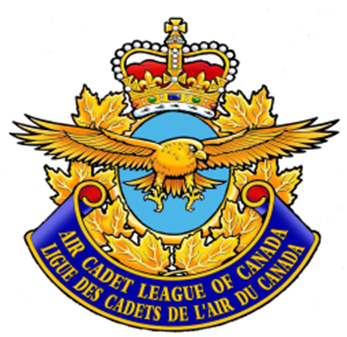 AIR CADET LEAGUE OF CANADA
LIGUE DES CADETS DE L'AIR DU CANADA